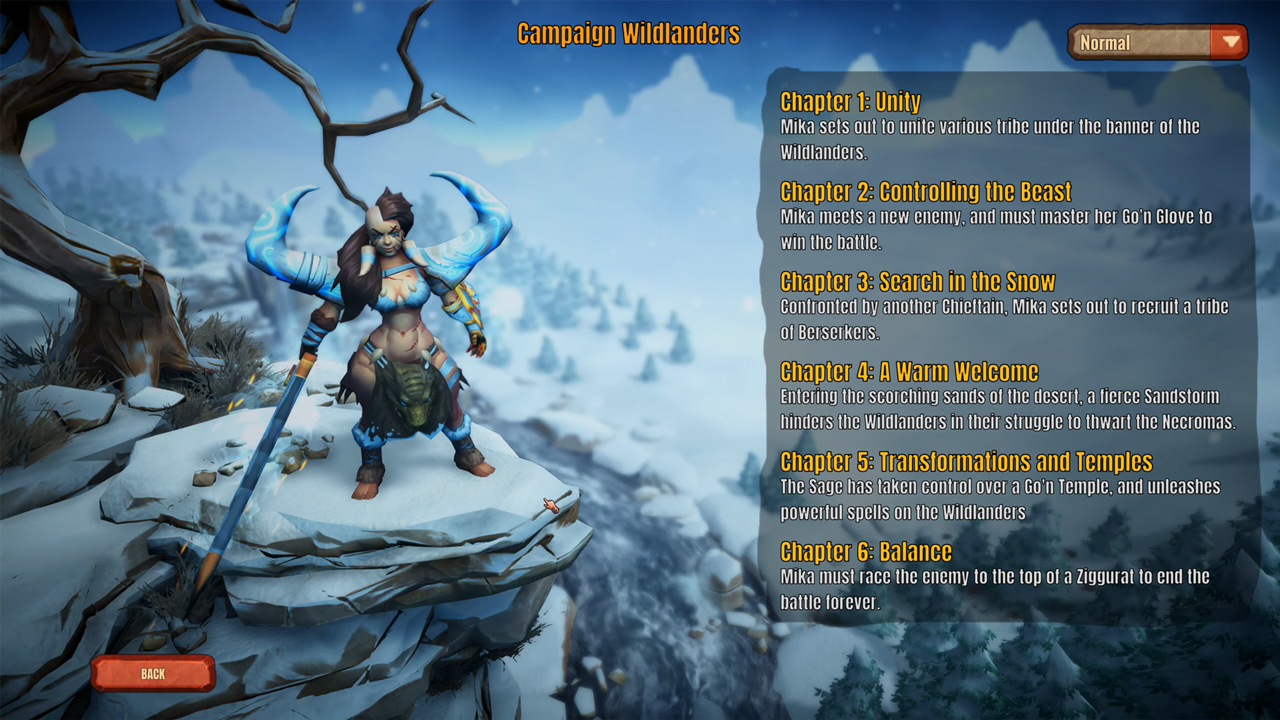 Campaign Wildlanders
Normal
Chapter 1: Unity
Mika sets out to unite various tribe under the banner of the
Wildlanders.
Chapter 2: Controlling the Beast
Mika meets a new enemy, and must master her Go'n Glove to
win the battle.
Chapter 3: Search in the Snow
Confronted by another Chieftain, Mika sets out to recruit a tribe
of Berserkers.
Chapter 4: A Warm Welcome
Entering the scorching sands of the desert, a fierce Sandstorm
hinders the Wildlanders in their struggle to thwart the Necromas.
Chapter 5: Transformations and Temples
The Sage has taken control over a Go'n Temple, and unleashes
powerful spells on the Wildlanders
Chapter 6: Balance
Mika must race the enemy to the top of a Ziggurat to end the
battle forever.
BACK